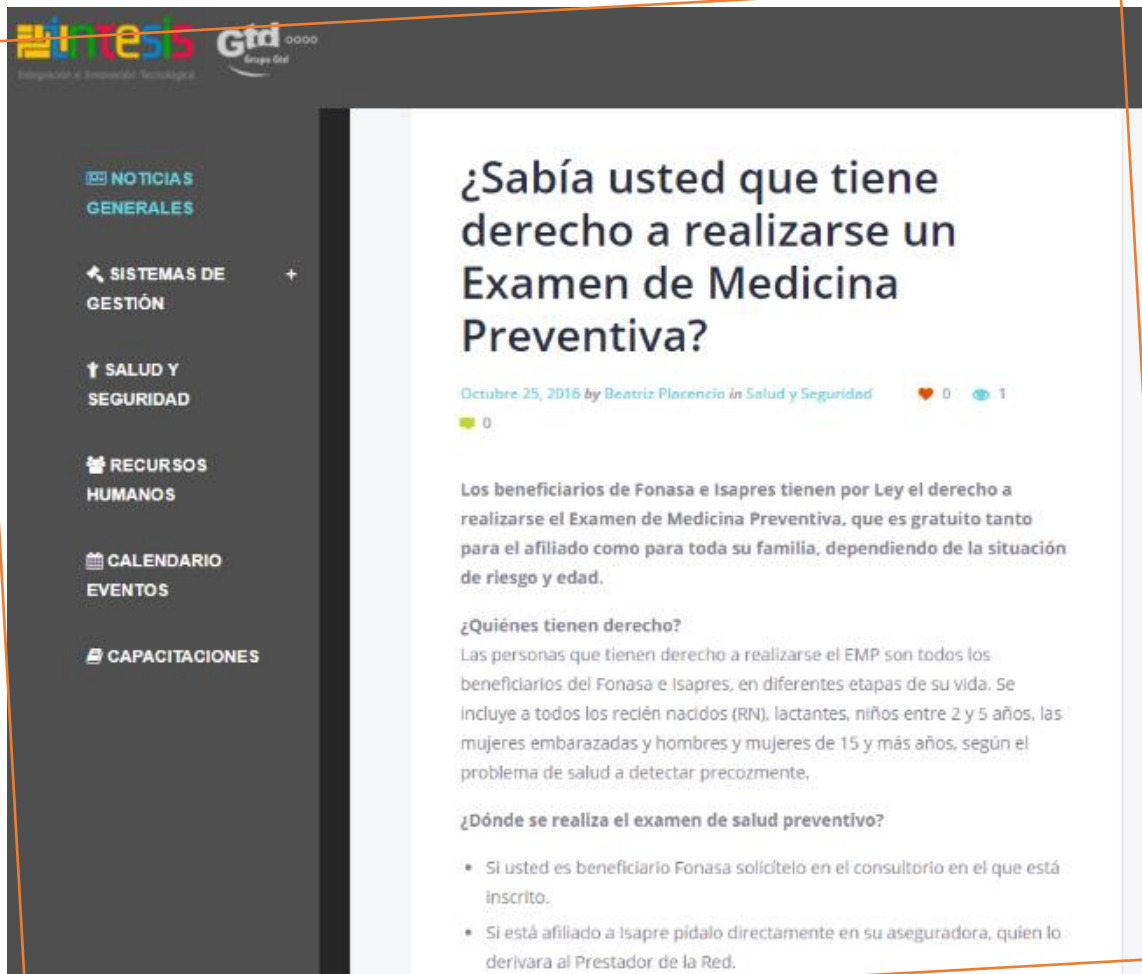 Síntesis
Integración e Innovación Tecnológica
Gtd
Grupo Gtd
NOTICIAS
GENERALES
SISTEMAS DE +
GESTIÓN
SALUD Y
SEGURIDAD
RECURSOS
HUMANOS
CALENDARIO
EVENTOS
CAPACITACIONES
¿Sabía usted que tiene
derecho a realizarse un
Examen de Medicina
Preventiva?
Octubre 25, 2016 by Beatriz Placencio in Salud y Seguridad 0 1
0
Los beneficiarios de Fonasa e Isapres tienen por Ley el derecho a
realizarse el Examen de Medicina Preventiva, que es gratuito tanto
para el afiliado como para toda su familia, dependiendo de la situación
de riesgo y edad.
¿Quiénes tienen derecho?
Las personas que tienen derecho a realizarse el EMP son todos los
beneficiarios del Fonasa e Isapres, en diferentes etapas de su vida. Se
incluye a todos los recién nacidos (RN), lactantes, niños entre 2 y 5 años, las
mujeres embarazadas y hombres y mujeres de 15 y más años, según el
problema de salud a detectar precozmente.
¿Dónde se realiza el examen de salud preventivo?
• Si usted es beneficiario Fonasa solicítelo en el consultorio en el que está
inscrito.
• Si está afiliado a Isapre pídalo directamente en su aseguradora, quien lo
derivara al Prestador de la Red.